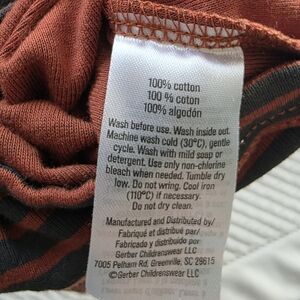 100% cotton
100 % coton
100% algodón
Wash before use. Wash inside out.
Machine wash cold (30°C), gentle
cycle. Wash with mild soap or
detergent. Use only non-chlorine
bleach when needed. Tumble dry
low. Do not wring. Cool iron
(110°C) if necessary.
Do not dry clean.
Manufactured and Distributed by/
Fabriqué et distribué par/
Fabricado y distribuido por
Gerber Childrenswear LLC
7005 Pelham Rd, Greenville, SC 29615
©Gerber Childrenswear LLC